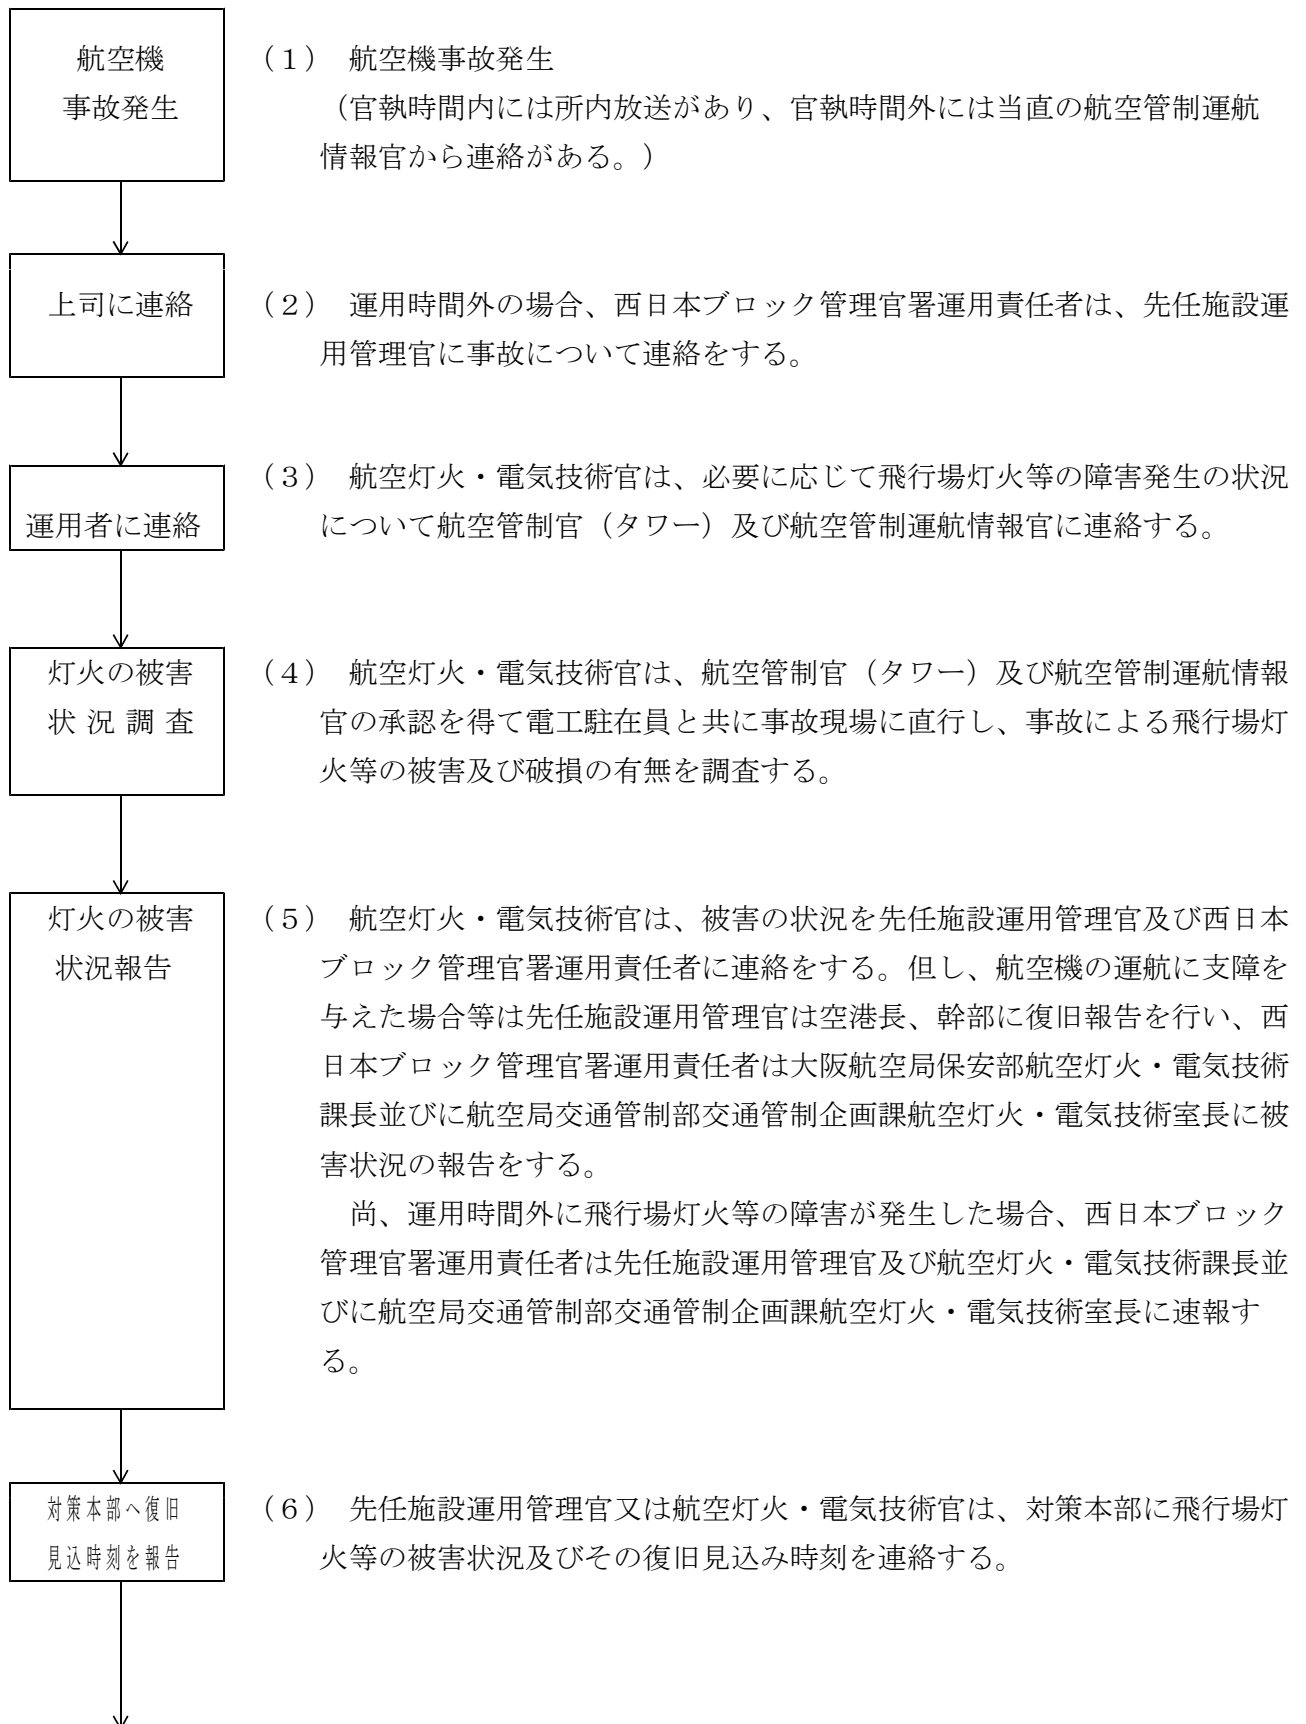 航空機
事故発生
（１） 航空機事故発生
（官執時間内には所内放送があり、官執時間外には当直の航空管制運航
情報官から連絡がある。）
上司に連絡
（２） 運用時間外の場合、西日本ブロック管理官署運用責任者は、先任施設運
用管理官に事故について連絡をする。
運用者に連絡
（３） 航空灯火・電気技術官は、必要に応じて飛行場灯火等の障害発生の状況
について航空管制官（タワー）及び航空管制運航情報官に連絡する。
灯火の被害
状 況 調 査
（４） 航空灯火・電気技術官は、航空管制官（タワー）及び航空管制運航情報
官の承認を得て電工駐在員と共に事故現場に直行し、事故による飛行場灯
火等の被害及び破損の有無を調査する。
灯火の被害
状況報告
（５） 航空灯火・電気技術官は、被害の状況を先任施設運用管理官及び西日本
ブロック管理官署運用責任者に連絡をする。但し、航空機の運航に支障を
与えた場合等は先任施設運用管理官は空港長、幹部に復旧報告を行い、西
日本ブロック管理官署運用責任者は大阪航空局保安部航空灯火・電気技術
課長並びに航空局交通管制部交通管制企画課航空灯火・電気技術室長に被
害状況の報告をする。
尚、運用時間外に飛行場灯火等の障害が発生した場合、西日本ブロック
管理官署運用責任者は先任施設運用管理官及び航空灯火・電気技術課長並
びに航空局交通管制部交通管制企画課航空灯火・電気技術室長に速報す
る。
対策本部へ復旧
見込時刻を報告
（６） 先任施設運用管理官又は航空灯火・電気技術官は、対策本部に飛行場灯
火等の被害状況及びその復旧見込み時刻を連絡する。